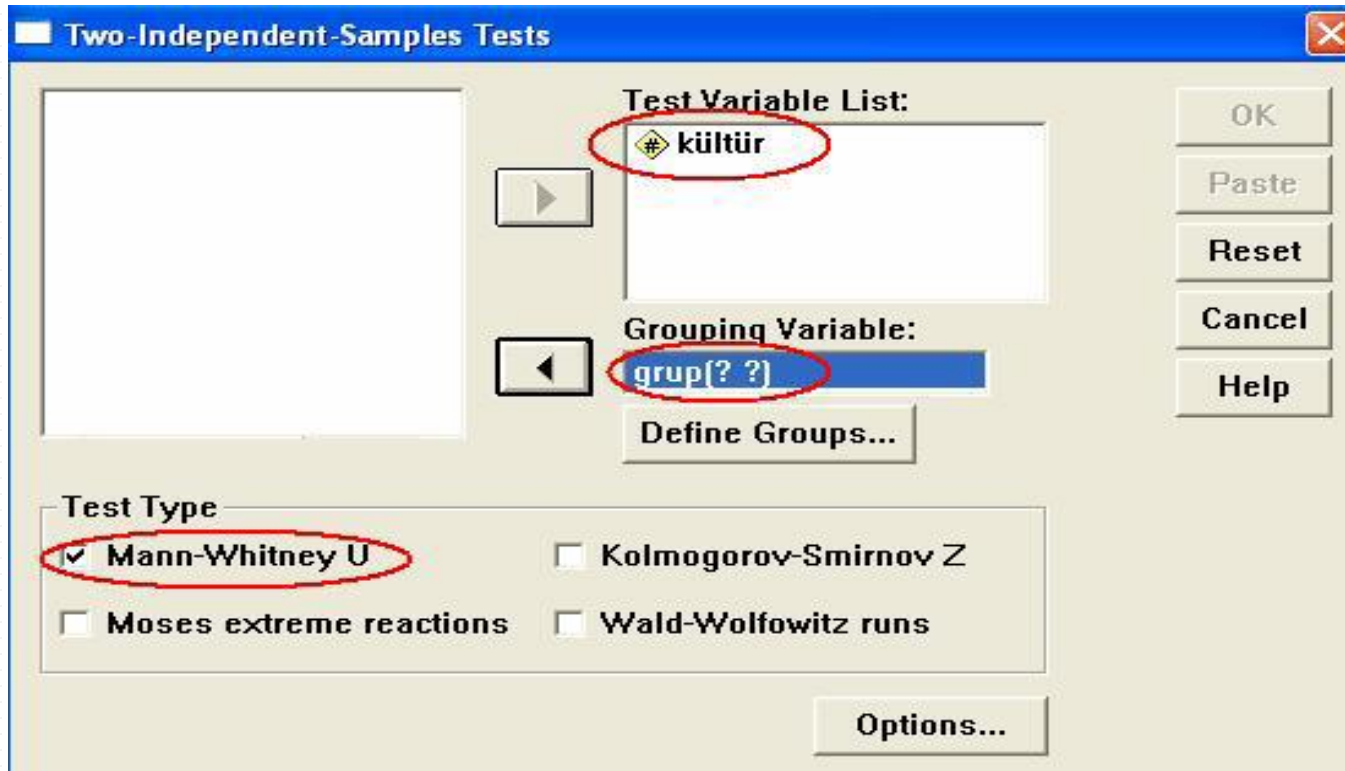 Two-Independent-Samples Tests
Test Variable List:
# kültür
Grouping Variable:
grup(? ?)
Define Groups...
OK
Paste
Reset
Cancel
Help
Test Type
Mann-Whitney U
Kolmogorov-Smirnov Z
Moses extreme reactions
Wald-Wolfowitz runs
Options...